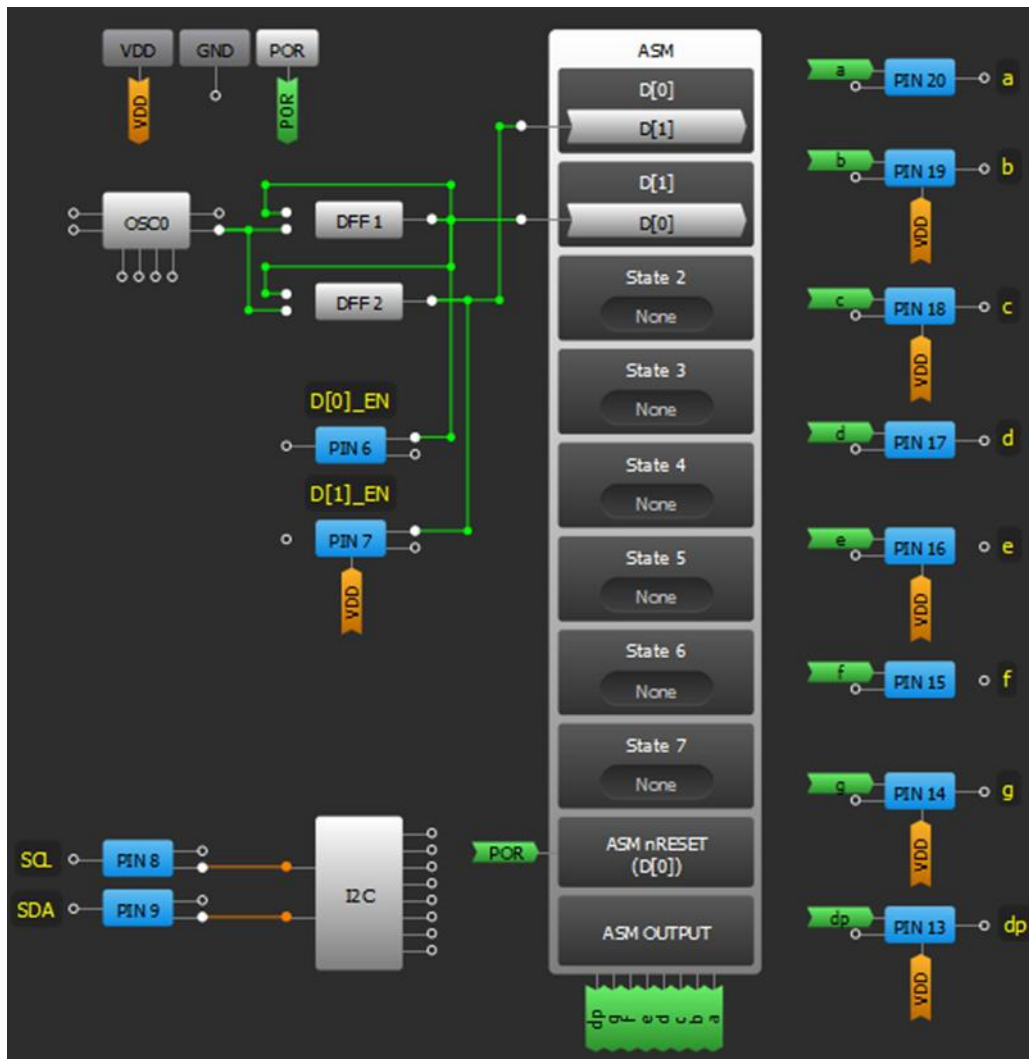 VDD
GND
POR
VDD
POR
OSC0
DFF 1
DFF 2
D[0]_EN
PIN 6
D[1]_EN
PIN 7
VDD
SCL
PIN 8
SDA
PIN 9
I2C
ASM
D[0]
D[1]
D[1]
D[0]
State 2
None
State 3
None
State 4
None
State 5
None
State 6
None
State 7
None
POR
ASM nRESET
(D[0])
ASM OUTPUT
dp
g
f
e
d
c
b
a
a
PIN 20
a
b
PIN 19
b
VDD
c
PIN 18
c
VDD
d
PIN 17
d
e
PIN 16
e
VDD
f
PIN 15
f
g
PIN 14
g
VDD
dp
PIN 13
dp
VDD